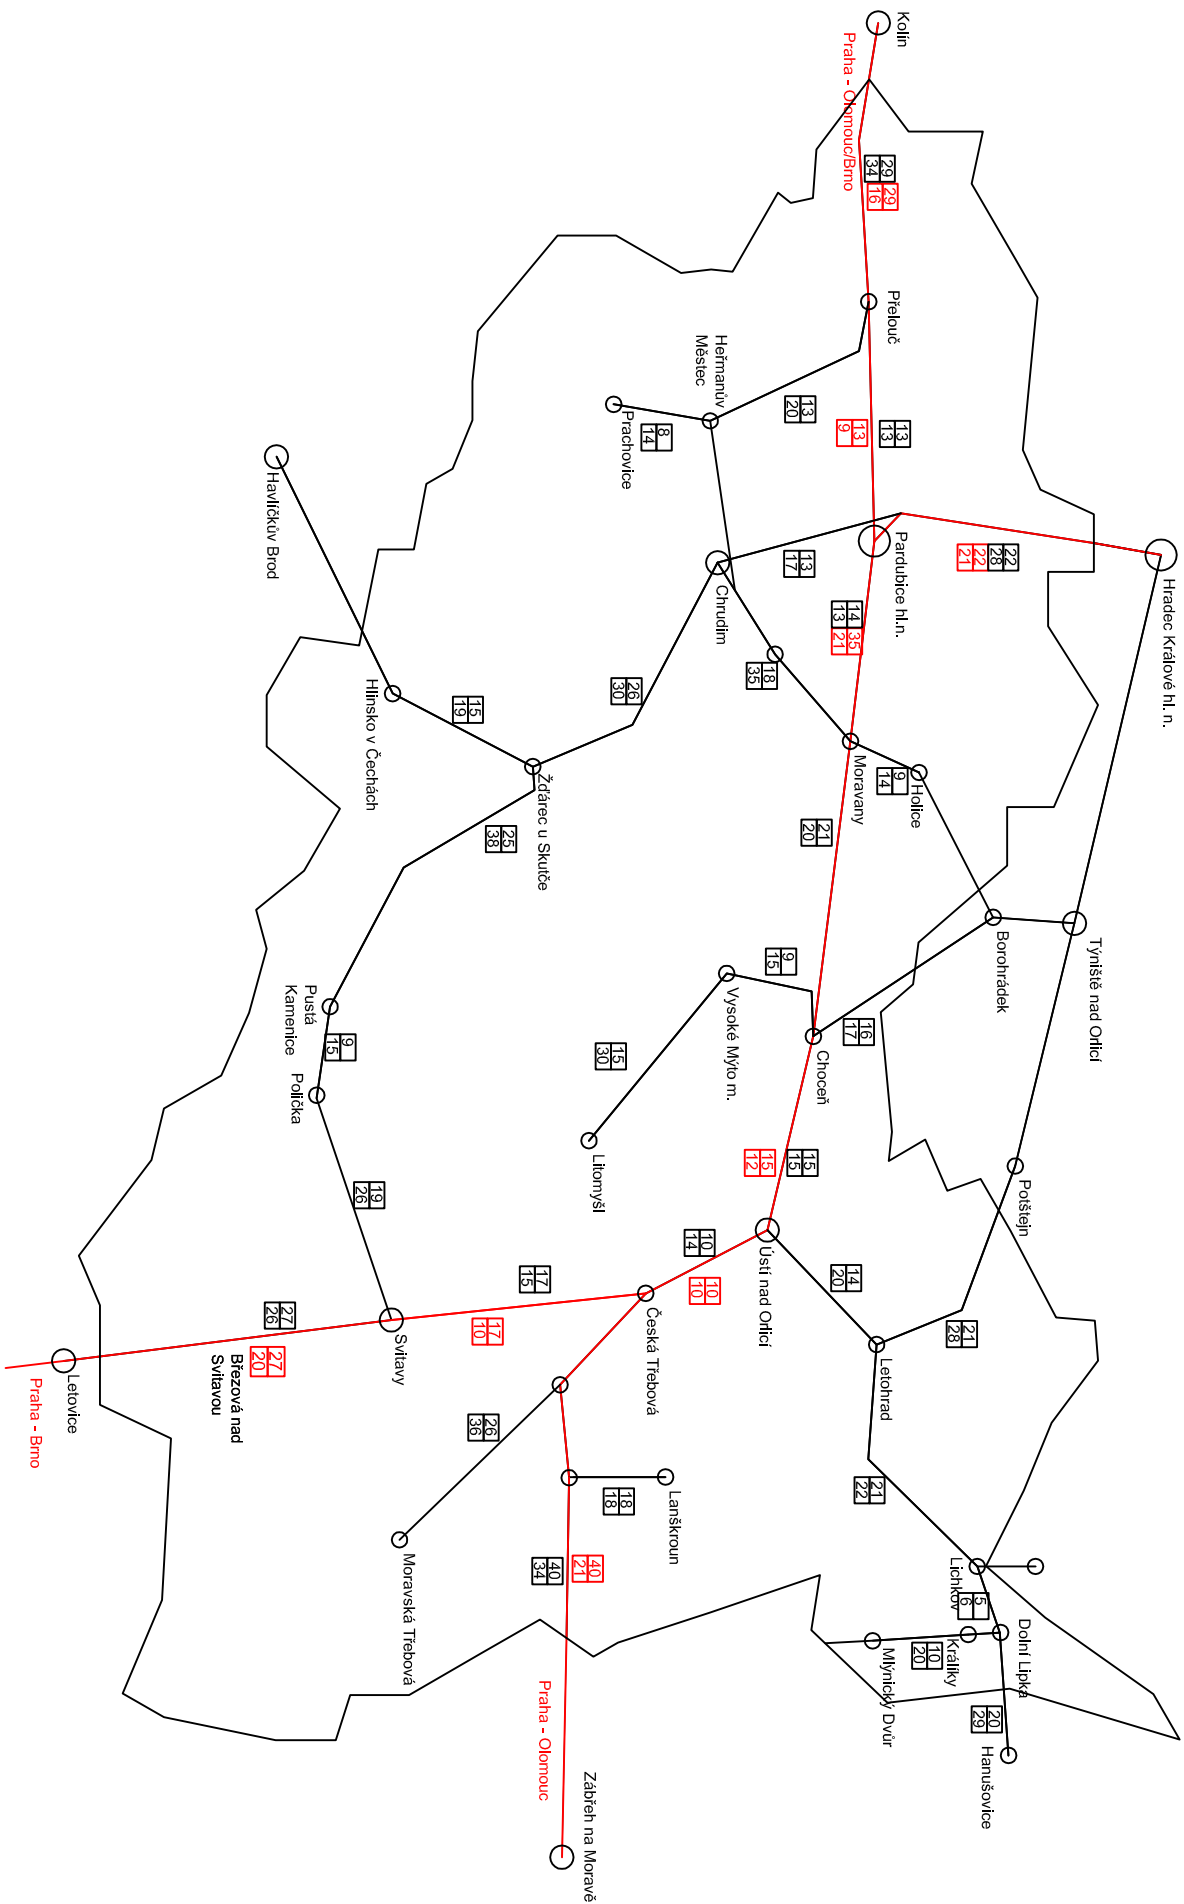 Kolín
Praha - Olomouc/Brno
29
34
29
16
Přelouč
Heřmanův
Městec
Prachovice
8
14
13
20
13
9
13
13
Havlíčkův Brod
Hradec Králové hl. n.
22
28
22
21
Pardubice hl.n.
13
17
Chrudim
14
13
35
21
18
35
26
30
15
19
Hlinsko v Čechách
Žďárec u Skutče
25
38
Moravany
Holice
9
14
21
20
Borohrádek
Týniště nad Orlicí
9
15
Vysoké Mýto m.
Choceň
16
17
Pustá
Kamenice
9
15
Polička
15
30
Litomyšl
15
12
15
15
Potštejn
19
26
Ústí nad Orlicí
10
14
10
10
14
20
21
28
Letohrad
17
15
17
10
Svitavy
Česká Třebová
27
26
27
20
Březová nad
Svitavou
Letovice
Praha - Brno
26
36
Moravská Třebová
18
18
Lanškroun
21
22
40
34
40
21
Lichkov
5
6
Dolní Lipka
Králíky
10
20
Mlýnický Dvůr
20
29
Hanušovice
Praha - Olomouc
Zábřeh na Moravě